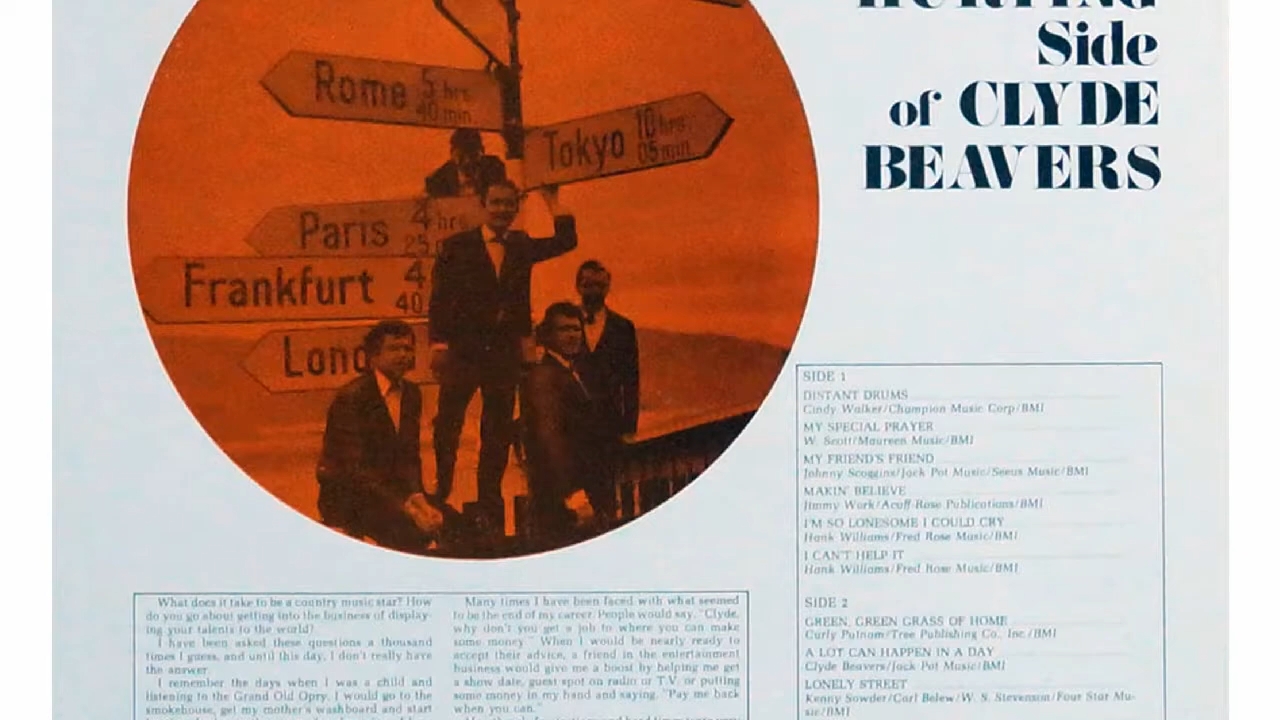 HURTING
Side
of CLYDE
BEAVERS
Rome 5 hrs
40 min.
Tokyo 10 hrs.
05 min.
Paris 4 hrs
25
Frankfurt 4
40
Lond
SIDE 1
DISTANT DRUMS
Cindy Walker/Champion Music Corp/BMI
MY SPECIAL PRAYER
W. Scott/Maureen Music/BMI
MY FRIEND'S FRIEND
Johnny Scoggins/Jack Pot Music/Seeus Music/BMI
MAKIN' BELIEVE
Jimmy Work/Acuff-Rose Publications/BMI
I'M SO LONESOME I COULD CRY
Hank Williams/Fred Rose Music/BMI
I CAN'T HELP IT
Hank Williams/Fred Rose Music/BMI
SIDE 2
GREEN, GREEN GRASS OF HOME
Curly Putnam/Tree Publishing Co., Inc./BMI
A LOT CAN HAPPEN IN A DAY
Clyde Beavers/Jack Pot Music/BMI
LONELY STREET
Kenny Sowder/Carl Belew/W. S. Stevenson/Four Star Mu-
sic/BMI
What does it take to be a country music star? How
do you go about getting into the business of display-
ing your talents to the world?
I have been asked these questions a thousand
times I guess, and until this day, I don't really have
the answer.
I remember the days when I was a child and
listening to the Grand Old Opry. I would go to the
smokehouse, get my mother's washboard and start
Many times I have been faced with what seemed
to be the end of my career. People would say, "Clyde,
why don't you get a job to where you can make
some money." When I would be nearly ready to
accept their advice, a friend in the entertainment
business would give me a boost by helping me get
a show date, guest spot on radio or T.V. or putting
some money in my hand and saying, "Pay me back
when you can."